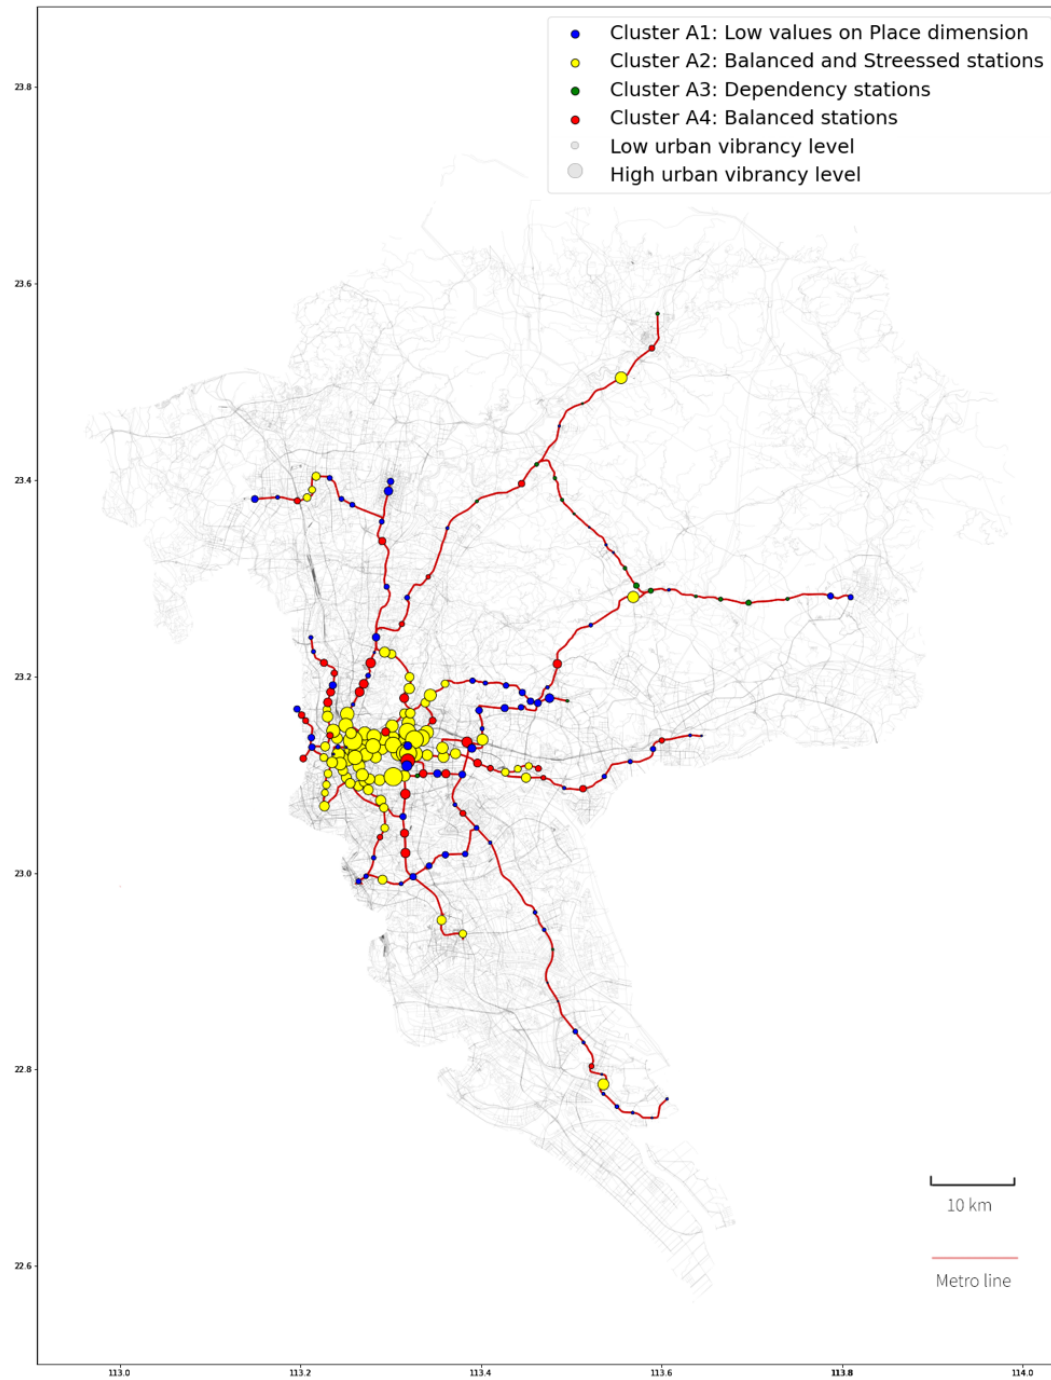 Cluster A1: Low values on Place dimension
Cluster A2: Balanced and Streessed stations
Cluster A3: Dependency stations
Cluster A4: Balanced stations
Low urban vibrancy level
High urban vibrancy level
23.8
23.6
23.4
23.2
23.0
22.8
22.6
10 km
Metro line
113.0 113.2 113.4 113.6 113.8 114.0